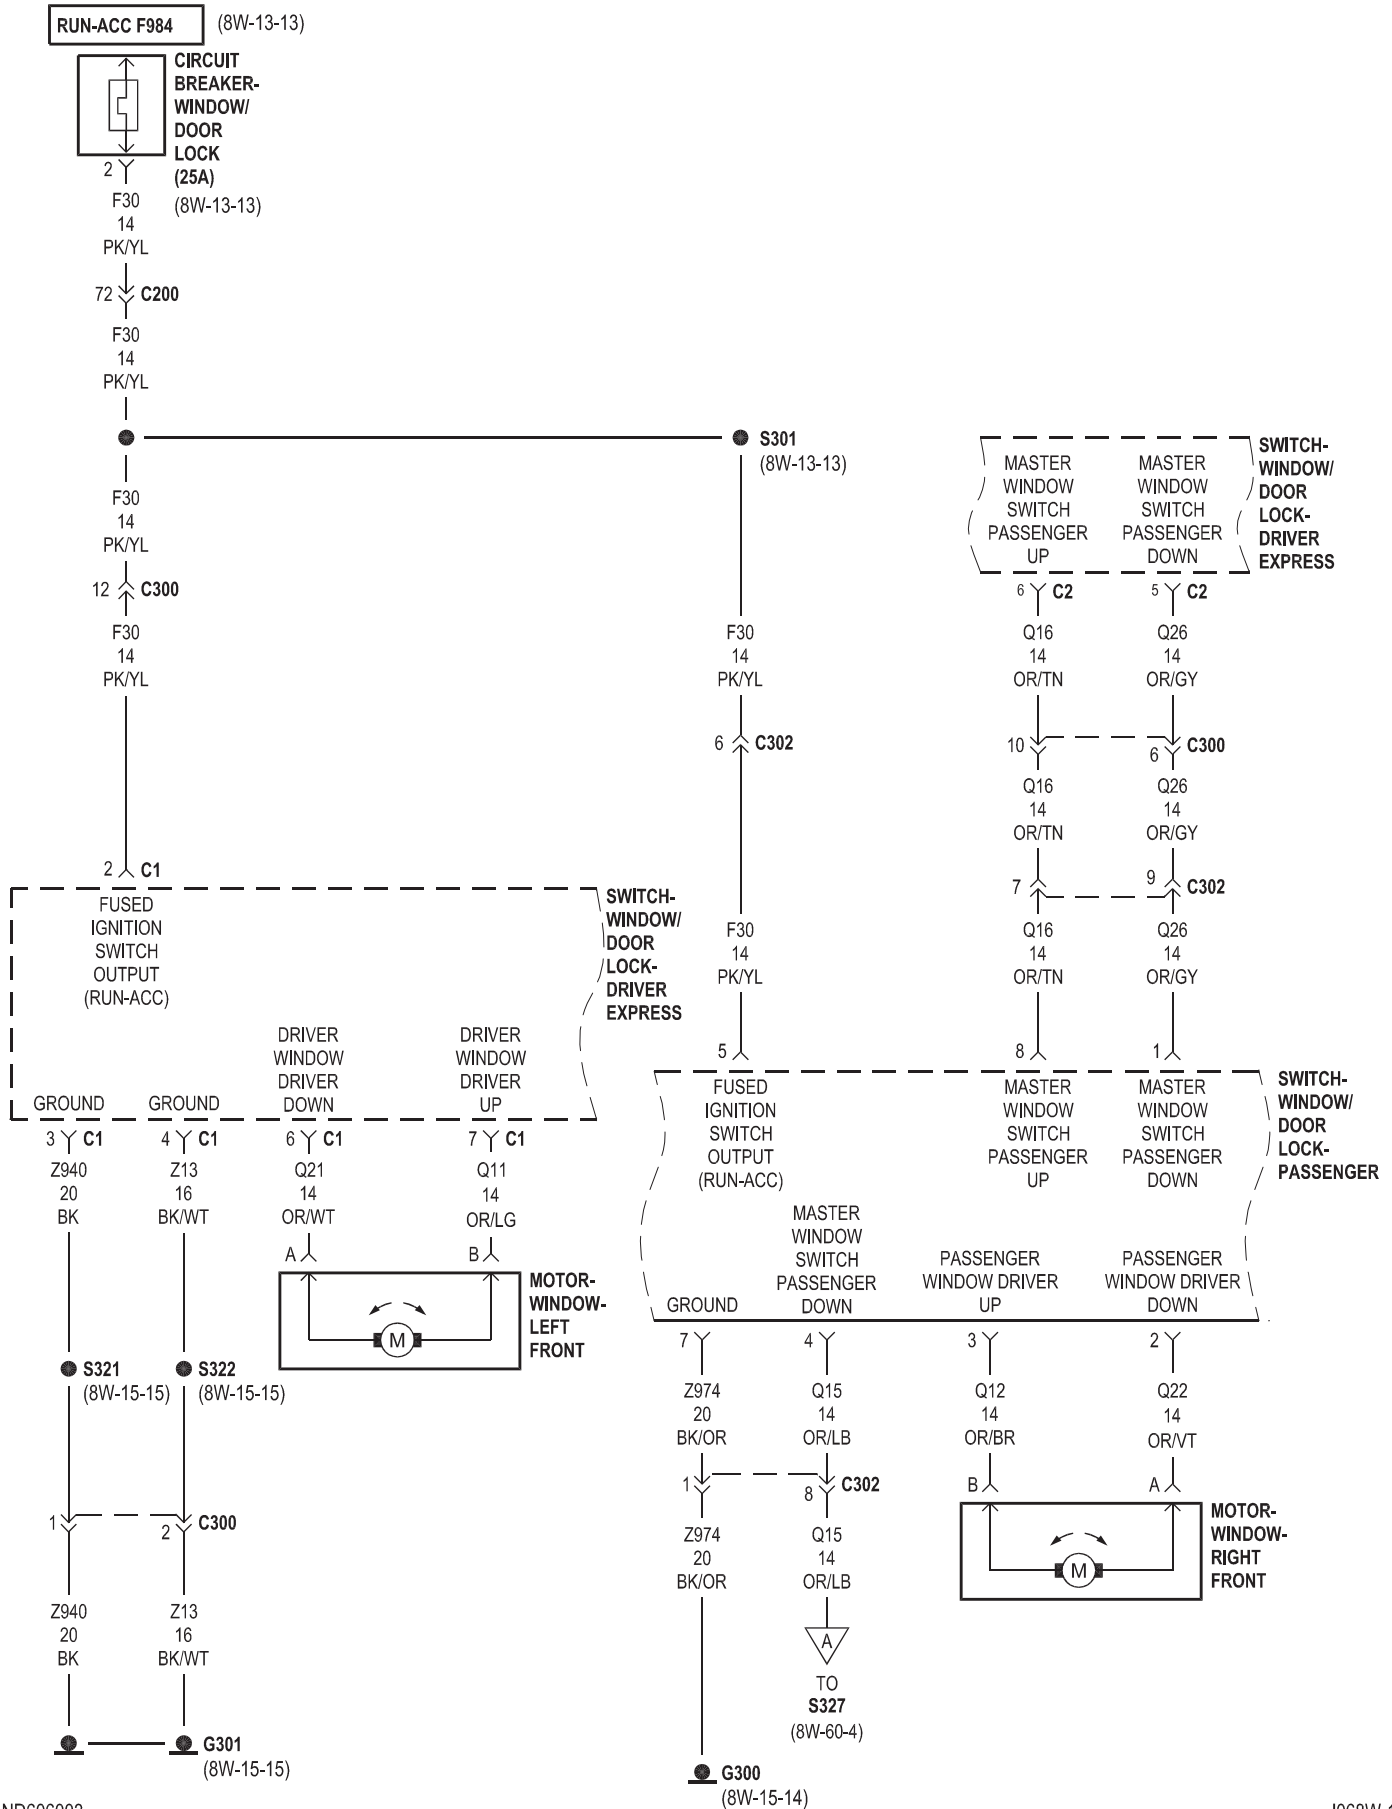 RUN-ACC F984
(8W-13-13)
CIRCUIT
BREAKER-
WINDOW/
DOOR
LOCK
(25A)
(8W-13-13)
2
F30
14
PK/YL
72
C200
F30
14
PK/YL
S301
(8W-13-13)
F30
14
PK/YL
12
C300
F30
14
PK/YL
2
C1
F30
14
PK/YL
6
C302
F30
14
PK/YL
5
MASTER
WINDOW
SWITCH
PASSENGER
UP
MASTER
WINDOW
SWITCH
PASSENGER
DOWN
SWITCH-
WINDOW/
DOOR
LOCK-
DRIVER
EXPRESS
6
C2
5
C2
Q16
14
OR/TN
Q26
14
OR/GY
10
6
C300
Q16
14
OR/TN
Q26
14
OR/GY
7
9
C302
Q16
14
OR/TN
Q26
14
OR/GY
8
1
FUSED
IGNITION
SWITCH
OUTPUT
(RUN-ACC)
SWITCH-
WINDOW/
DOOR
LOCK-
DRIVER
EXPRESS
GROUND
GROUND
DRIVER
WINDOW
DRIVER
DOWN
DRIVER
WINDOW
DRIVER
UP
3
C1
4
C1
6
C1
7
C1
Z940
20
BK
Z13
16
BK/WT
Q21
14
OR/WT
Q11
14
OR/LG
A
B
M
MOTOR-
WINDOW-
LEFT
FRONT
S321
(8W-15-15)
S322
(8W-15-15)
1
2
C300
Z940
20
BK
Z13
16
BK/WT
G301
(8W-15-15)
FUSED
IGNITION
SWITCH
OUTPUT
(RUN-ACC)
MASTER
WINDOW
SWITCH
PASSENGER
UP
MASTER
WINDOW
SWITCH
PASSENGER
DOWN
SWITCH-
WINDOW/
DOOR
LOCK-
PASSENGER
GROUND
MASTER
WINDOW
SWITCH
PASSENGER
DOWN
PASSENGER
WINDOW DRIVER
UP
PASSENGER
WINDOW DRIVER
DOWN
7
4
3
2
Z974
20
BK/OR
Q15
14
OR/LB
Q12
14
OR/BR
Q22
14
OR/VT
1
8
C302
B
A
Z974
20
BK/OR
Q15
14
OR/LB
M
MOTOR-
WINDOW-
RIGHT
FRONT
A
TO
S327
(8W-60-4)
G300
(8W-15-14)